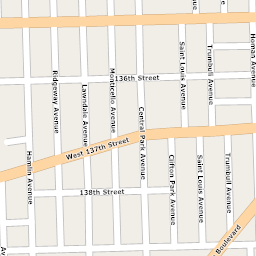 Homan Avenue
Saint Louis Avenue
Trumbull Avenue
Ridgeway Avenue
Monticello Avenue
136th Street
Lawndale Avenue
Central Park Avenue
West 137th Street
Hamlin Avenue
Clifton Park Avenue
Saint Louis Avenue
Trumbull Avenue
138th Street
Boulevard